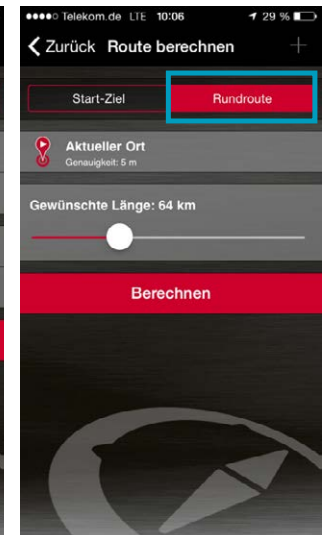 Telekom.de LTE 10:06 29 %
Zurück Route berechnen
Start-Ziel Rundroute
Aktueller Ort
Genauigkeit: 5 m
Gewünschte Länge: 64 km
Berechnen